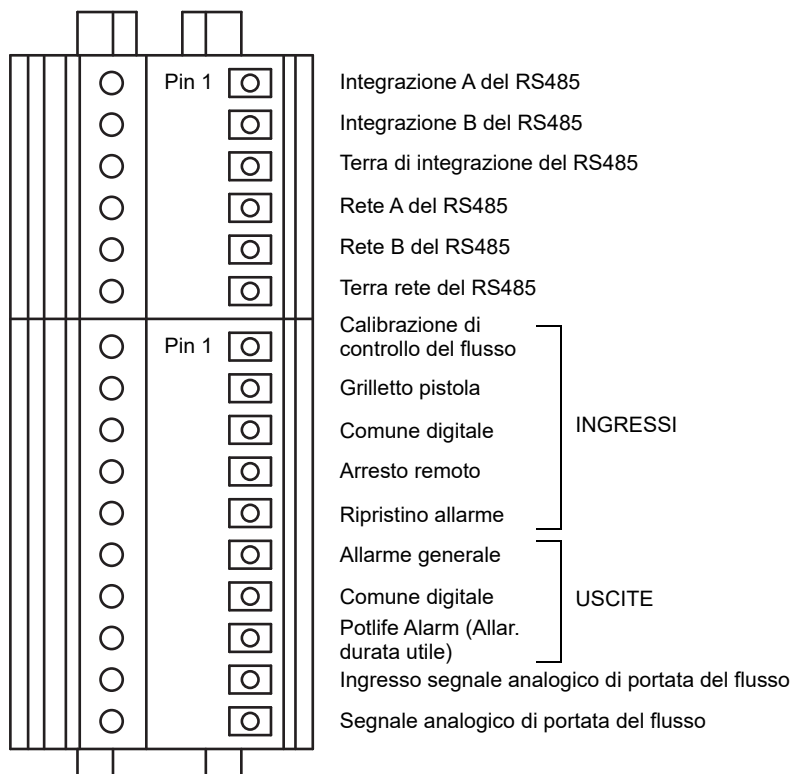 Pin 1
Integrazione A del RS485
Integrazione B del RS485
Terra di integrazione del RS485
Rete A del RS485
Rete B del RS485
Terra rete del RS485
Pin 1
Calibrazione di
controllo del flusso
Grilletto pistola
Comune digitale
Arresto remoto
Ripristino allarme
INGRESSI
Allarme generale
Comune digitale
Potlife Alarm (Allar.
durata utile)
USCITE
Ingresso segnale analogico di portata del flusso
Segnale analogico di portata del flusso